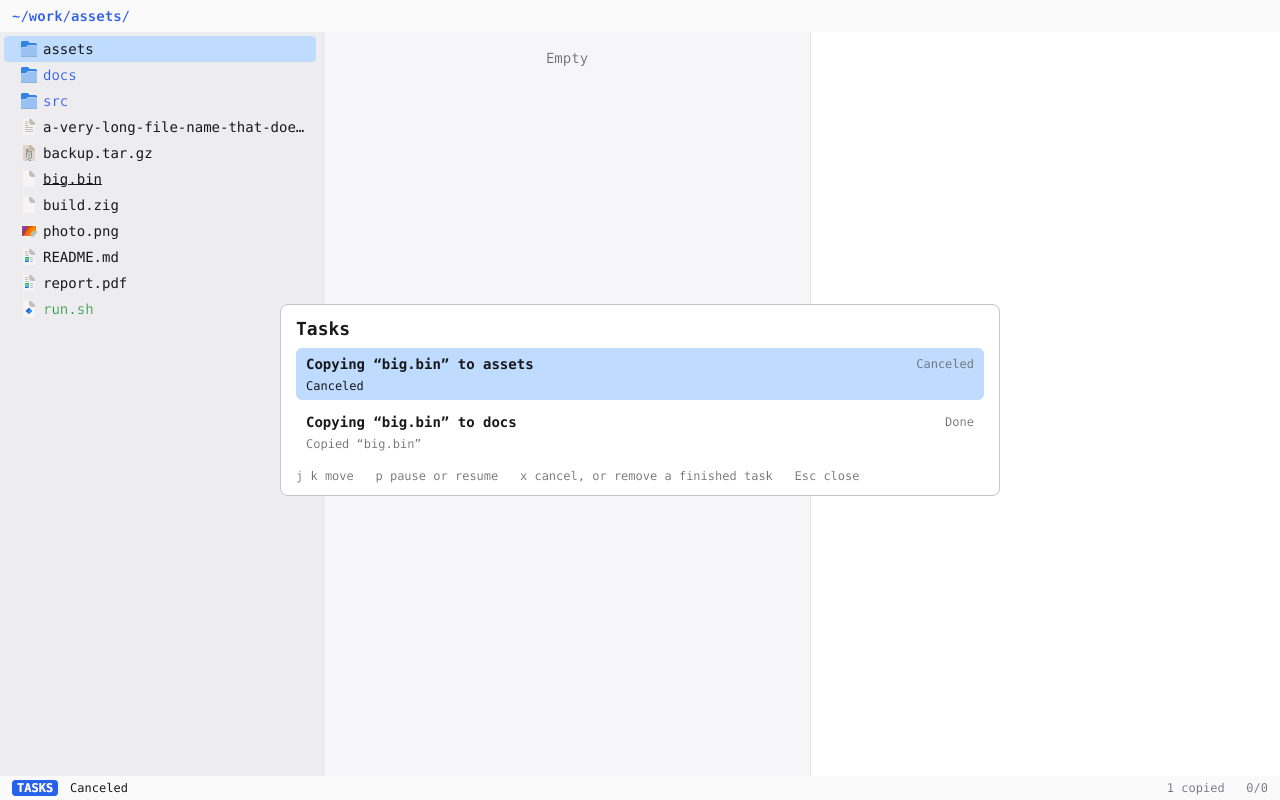 ~/work/assets/
assets
docs
src
a-very-long-file-name-that-doe…
backup.tar.gz
big.bin
build.zig
photo.png
README.md
report.pdf
run.sh
Empty
Tasks
Copying “big.bin” to assets Canceled
Canceled
Copying “big.bin” to docs Done
Copied “big.bin”
j k move p pause or resume x cancel, or remove a finished task Esc close
TASKS Canceled 1 copied 0/0